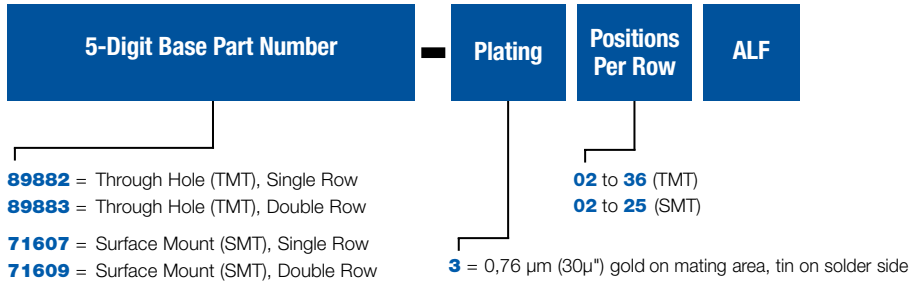 5-Digit Base Part Number - Plating Positions Per Row ALF
89882 = Through Hole (TMT), Single Row
89883 = Through Hole (TMT), Double Row
71607 = Surface Mount (SMT), Single Row
71609 = Surface Mount (SMT), Double Row
02 to 36 (TMT)
02 to 25 (SMT)
3 = 0,76 µm (30µ") gold on mating area, tin on solder side